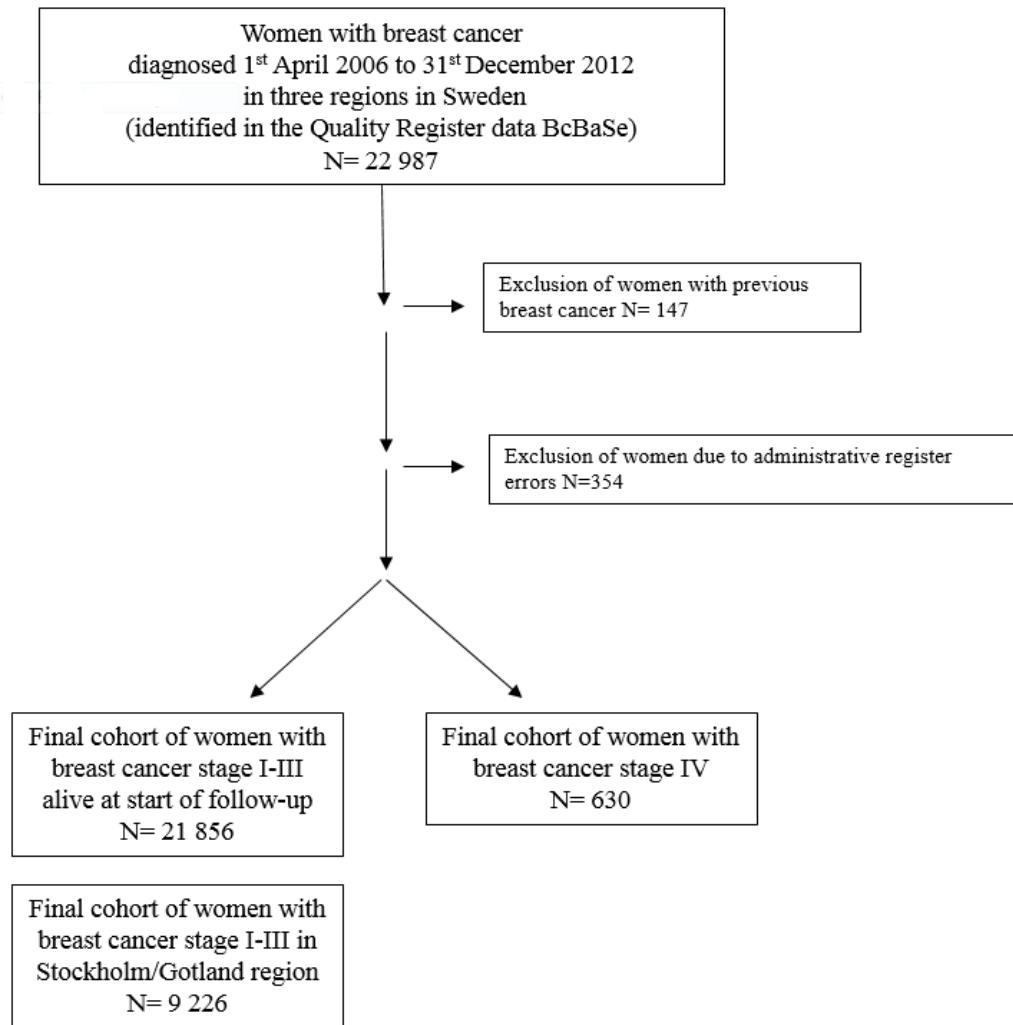 Women with breast cancer
diagnosed 1st April 2006 to 31st December 2012
in three regions in Sweden
(identified in the Quality Register data BcBaSe)
N= 22 987
Exclusion of women with previous
breast cancer N= 147
Exclusion of women due to administrative register
errors N=354
Final cohort of women with
breast cancer stage I-III
alive at start of follow-up
N= 21 856
Final cohort of women with
breast cancer stage IV
N= 630
Final cohort of women with
breast cancer stage I-III in
Stockholm/Gotland region
N= 9 226